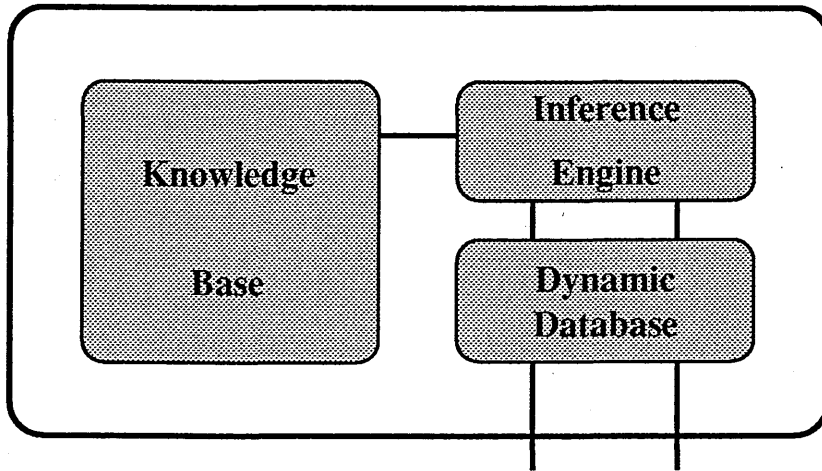 Knowledge
Base
Inference
Engine
Dynamic
Database